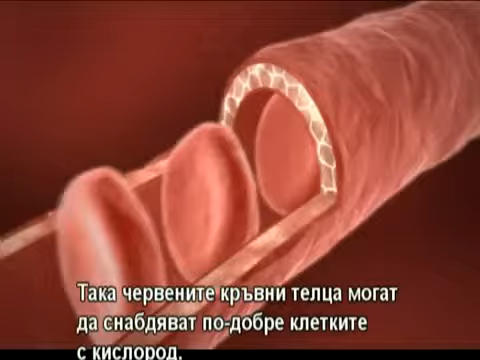 Така червените кръвни телца могат
да снабдяват по-добре клетките
с кислород.